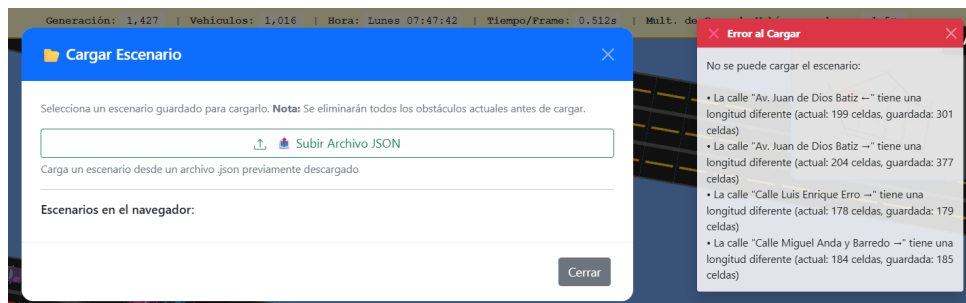 Generación: 1,427 | Vehículos: 1,016 | Hora: Lunes 07:47:42 | Tiempo/Frame: 0.512s | Mult. de
Cargar Escenario
Selecciona un escenario guardado para cargarlo. Nota: Se eliminarán todos los obstáculos actuales antes de cargar.
Subir Archivo JSON
Carga un escenario desde un archivo .json previamente descargado
Escenarios en el navegador:
Cerrar
Error al Cargar
No se puede cargar el escenario:
• La calle "Av. Juan de Dios Batiz ←" tiene una
longitud diferente (actual: 199 celdas, guardada: 301
celdas)
• La calle "Av. Juan de Dios Batiz →" tiene una
longitud diferente (actual: 204 celdas, guardada: 377
celdas)
• La calle "Calle Luis Enrique Erro →" tiene una
longitud diferente (actual: 178 celdas, guardada: 179
celdas)
• La calle "Calle Miguel Anda y Barredo →" tiene una
longitud diferente (actual: 184 celdas, guardada: 185
celdas)